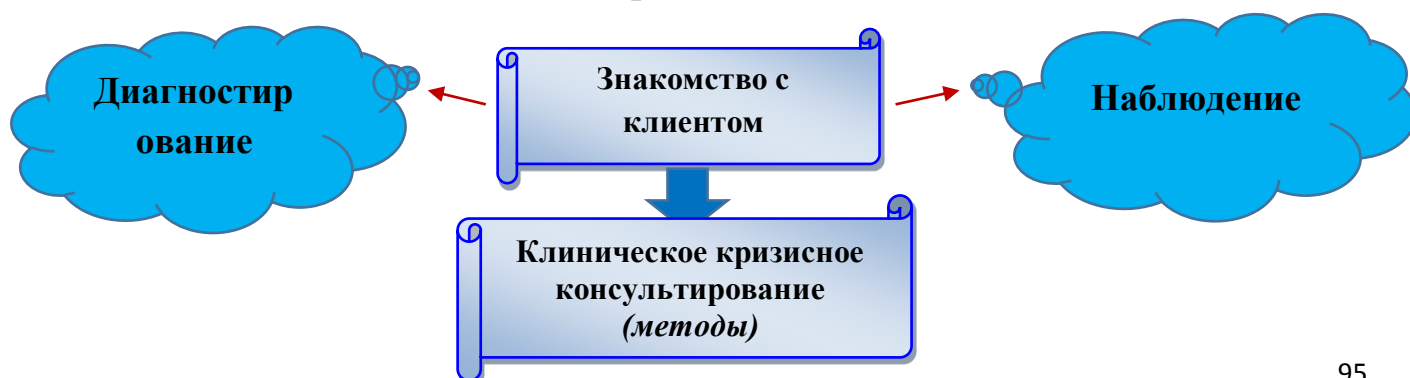 Диагностир
ование
Знакомство с
клиентом
Наблюдение
Клиническое кризисное
консультирование
(методы)
95